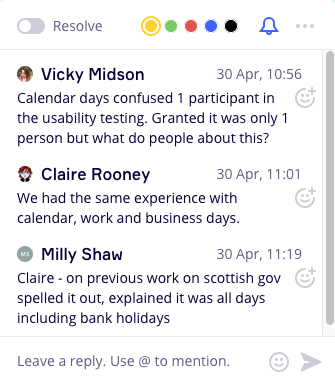 Resolve
Vicky Midson 30 Apr, 10:56
Calendar days confused 1 participant in
the usability testing. Granted it was only 1
person but what do people about this?
Claire Rooney 30 Apr, 11:01
We had the same experience with
calendar, work and business days.
MS Milly Shaw 30 Apr, 11:19
Claire - on previous work on scottish gov
spelled it out, explained it was all days
including bank holidays
Leave a reply. Use @ to mention.